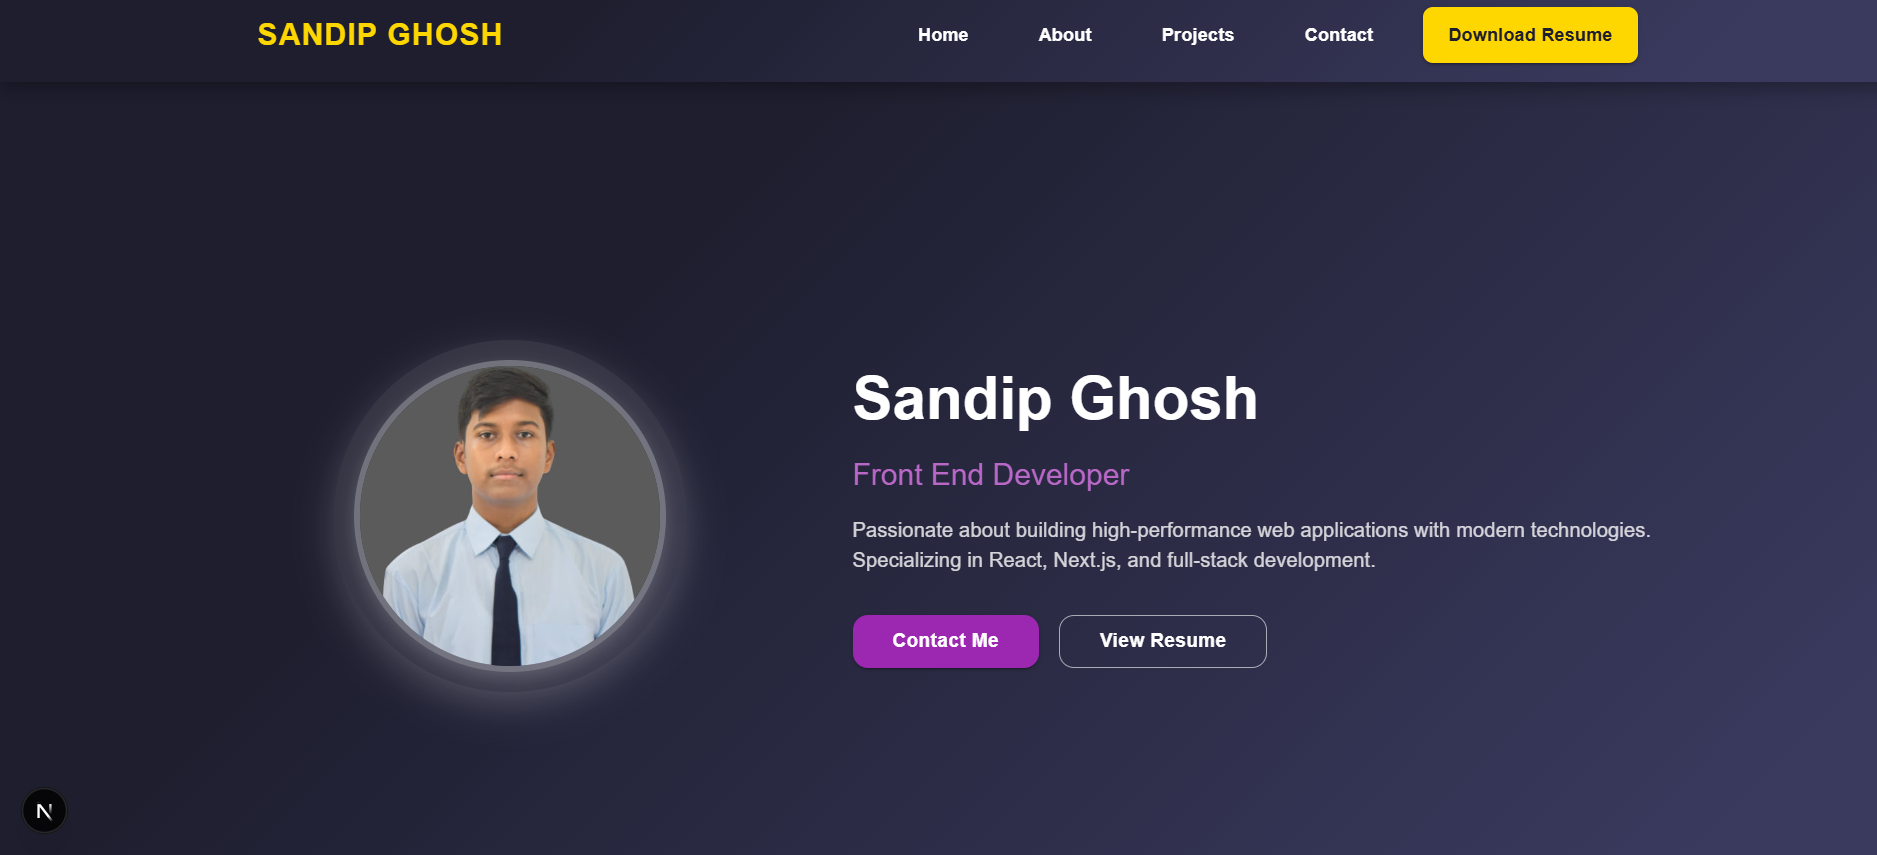 SANDIP GHOSH
Home
About
Projects
Contact
Download Resume
Sandip Ghosh
Front End Developer
Passionate about building high-performance web applications with modern technologies.
Specializing in React, Next.js, and full-stack development.
Contact Me
View Resume
N